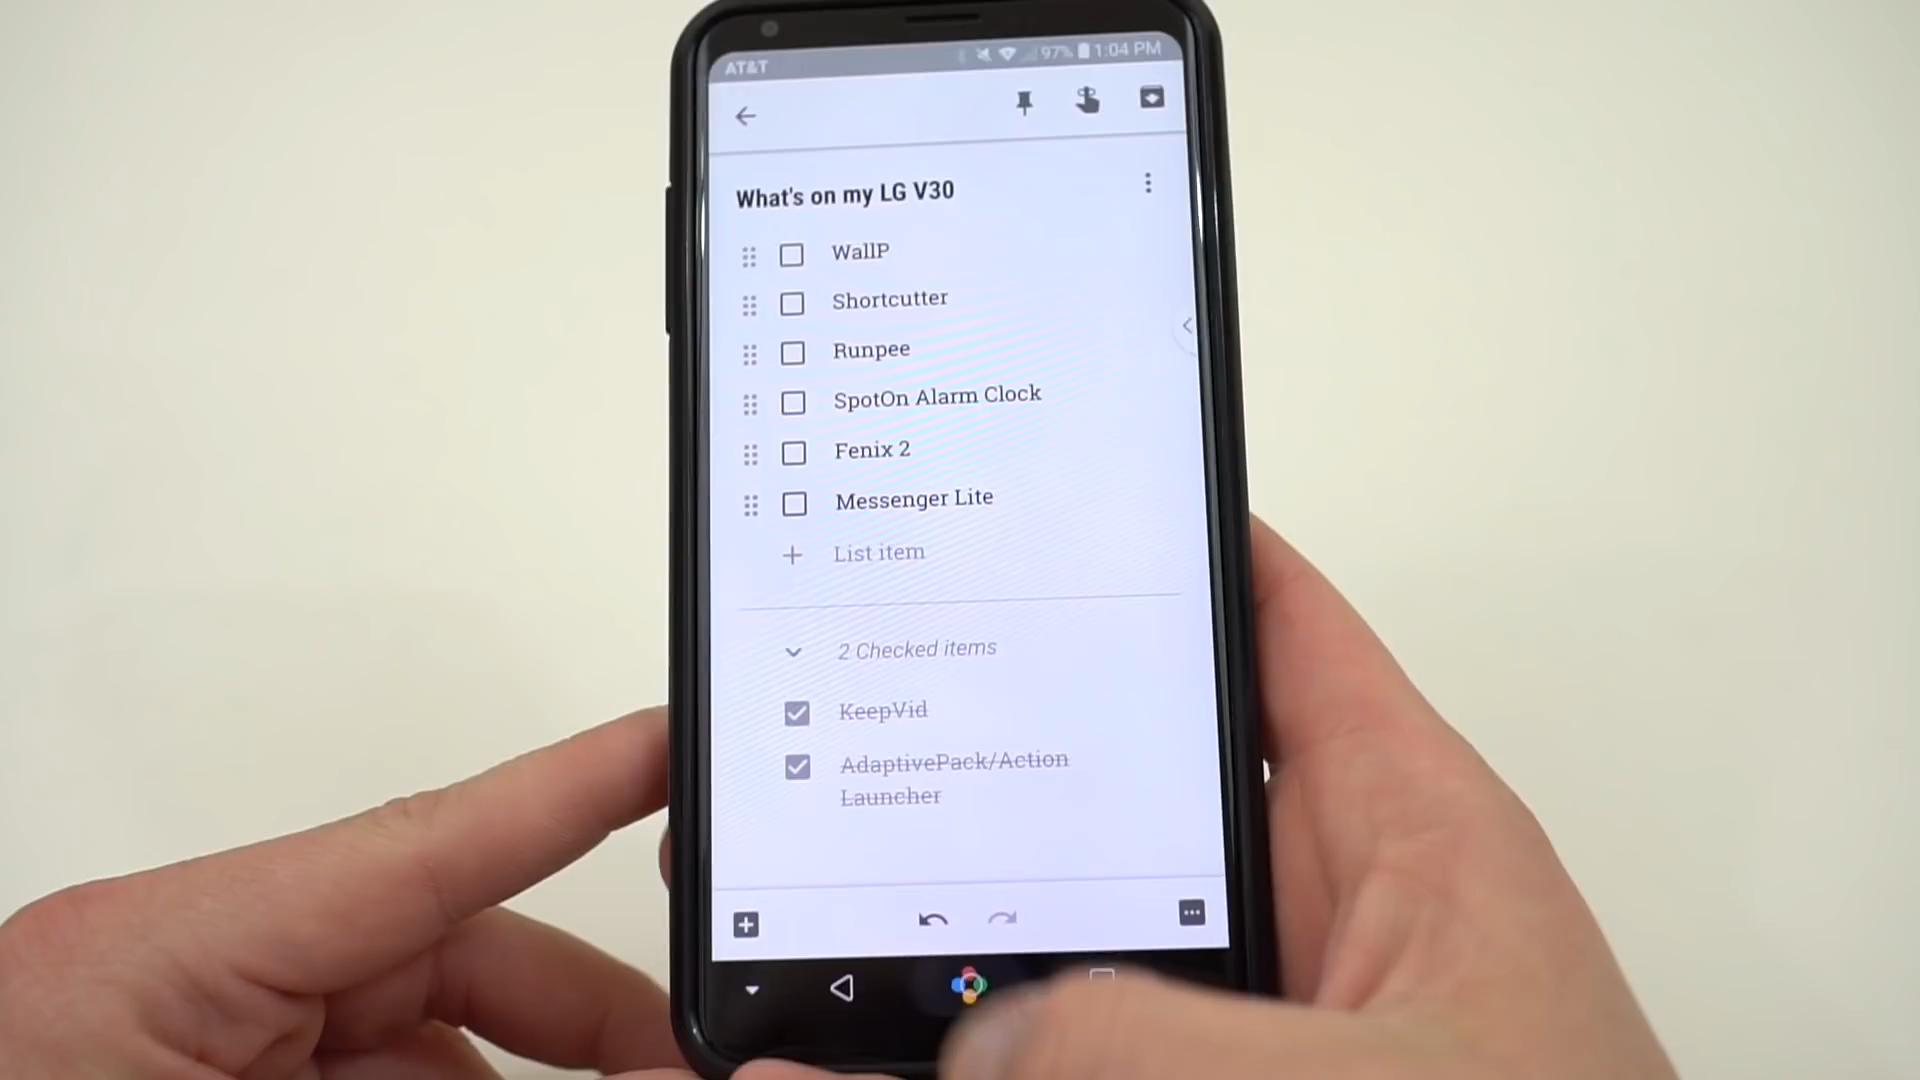 AT&T 97% 1:04 PM
What's on my LG V30
WallP
Shortcutter
Runpee
SpotOn Alarm Clock
Fenix 2
Messenger Lite
List item
2 Checked items
KeepVid
AdaptivePack/Action
Launcher